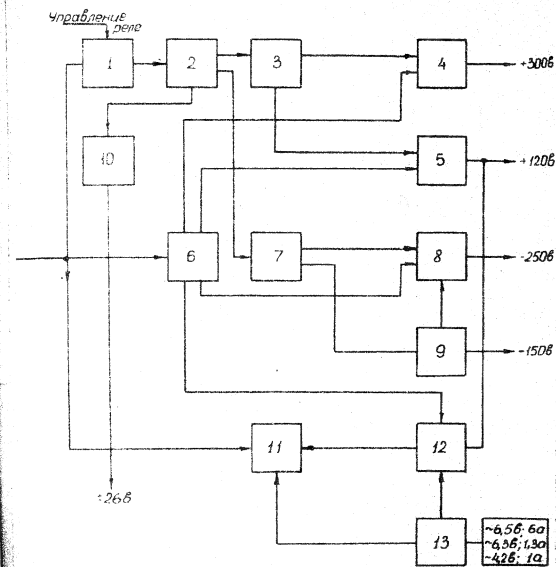 Управление
реле
1
2
3
4
+300в
10
5
+120в
6
7
8
-250в
9
-150в
11
12
+26в
13
~6,5в; 6а
~6,3в; 1,3а
~4,2в; 1а